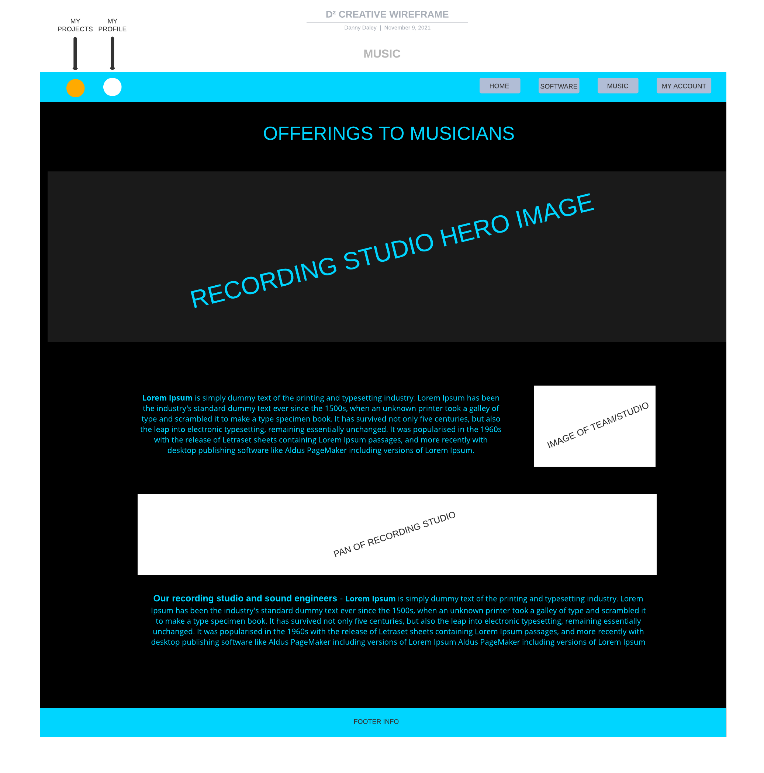 D² CREATIVE WIREFRAME
Danny Daley | November 9, 2021
MUSIC
MY
PROJECTS
MY
PROFILE
HOME
SOFTWARE
MUSIC
MY ACCOUNT
OFFERINGS TO MUSICIANS
RECORDING STUDIO HERO IMAGE
Lorem Ipsum is simply dummy text of the printing and typesetting industry. Lorem Ipsum has been
the industry's standard dummy text ever since the 1500s, when an unknown printer took a galley of
type and scrambled it to make a type specimen book. It has survived not only five centuries, but also
the leap into electronic typesetting, remaining essentially unchanged. It was popularised in the 1960s
with the release of Letraset sheets containing Lorem Ipsum passages, and more recently with
desktop publishing software like Aldus PageMaker including versions of Lorem Ipsum.
IMAGE OF TEAM/STUDIO
PAN OF RECORDING STUDIO
Our recording studio and sound engineers - Lorem Ipsum is simply dummy text of the printing and typesetting industry. Lorem
Ipsum has been the industry's standard dummy text ever since the 1500s, when an unknown printer took a galley of type and scrambled it
to make a type specimen book. It has survived not only five centuries, but also the leap into electronic typesetting, remaining essentially
unchanged. It was popularised in the 1960s with the release of Letraset sheets containing Lorem Ipsum passages, and more recently with
desktop publishing software like Aldus PageMaker including versions of Lorem Ipsum Aldus PageMaker including versions of Lorem Ipsum
FOOTER INFO